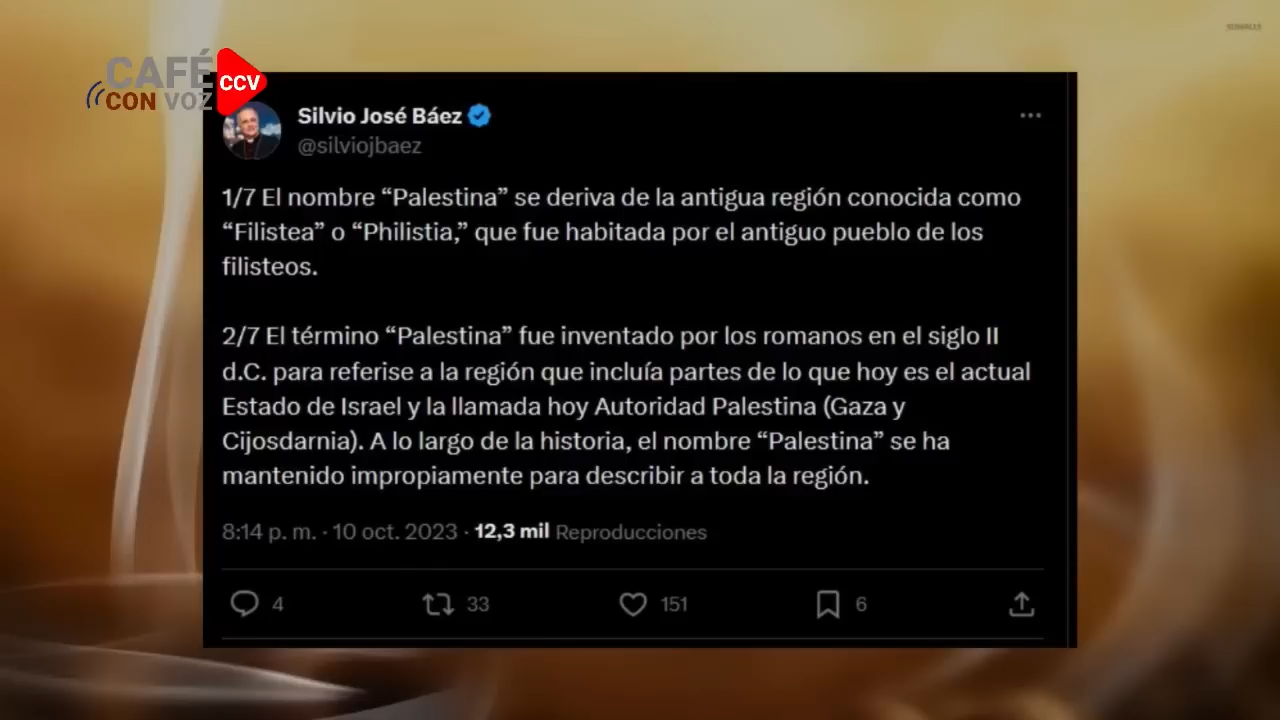 CAFÉ
CON VOZ
CCV
Silvio José Báez
@silviojbaez
1/7 El nombre “Palestina” se deriva de la antigua región conocida como
“Filistea” o “Philistia,” que fue habitada por el antiguo pueblo de los
filisteos.
2/7 El término “Palestina” fue inventado por los romanos en el siglo II
d.C. para referise a la región que incluía partes de lo que hoy es el actual
Estado de Israel y la llamada hoy Autoridad Palestina (Gaza y
Cijosdarnia). A lo largo de la historia, el nombre “Palestina” se ha
mantenido impropiamente para describir a toda la región.
8:14 p. m. · 10 oct. 2023 · 12,3 mil Reproducciones
4 33 151 6